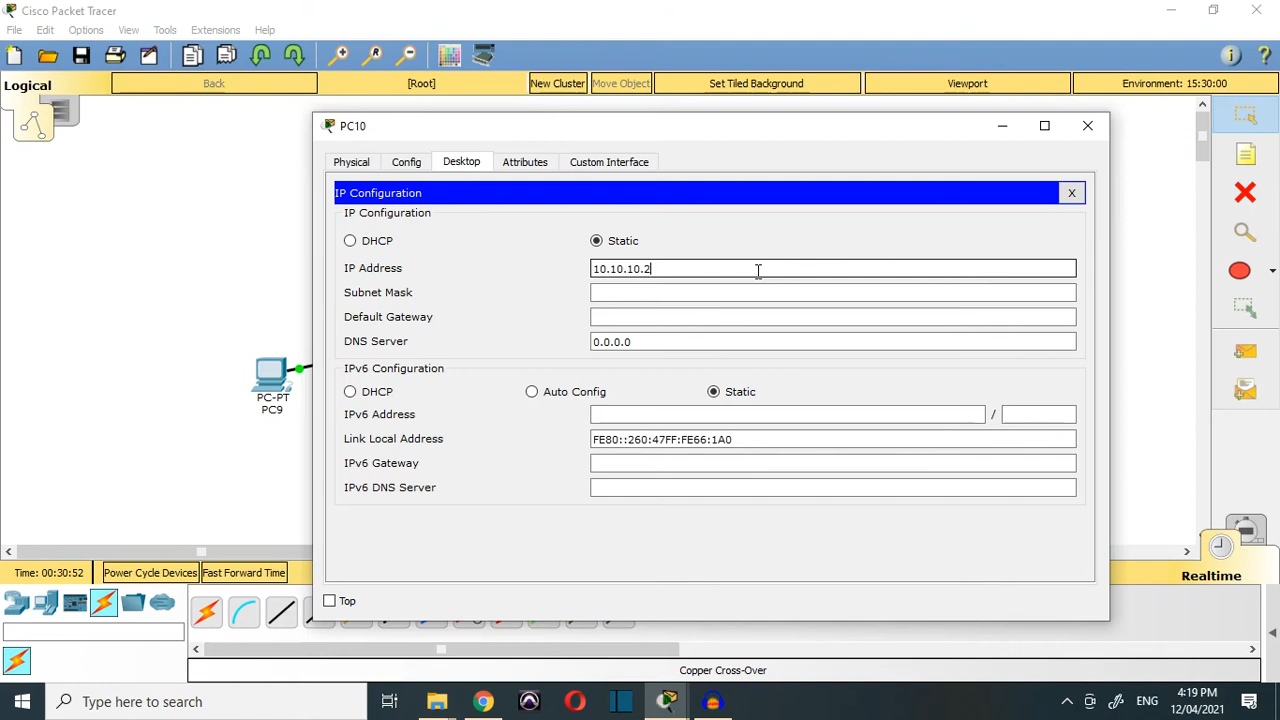 Cisco Packet Tracer
File Edit Options View Tools Extensions Help
Logical Back [Root] New Cluster Move Object Set Tiled Background Viewport Environment: 15:30:00
PC10
Physical Config Desktop Attributes Custom Interface
IP Configuration X
IP Configuration
DHCP Static
IP Address 10.10.10.2
Subnet Mask
Default Gateway
DNS Server 0.0.0.0
IPv6 Configuration
DHCP Auto Config Static
IPv6 Address /
Link Local Address FE80::260:47FF:FE66:1A0
IPv6 Gateway
IPv6 DNS Server
PC-PT
PC9
Time: 00:30:52 Power Cycle Devices Fast Forward Time Realtime
Top
Copper Cross-Over
Type here to search
ENG
4:19 PM
12/04/2021